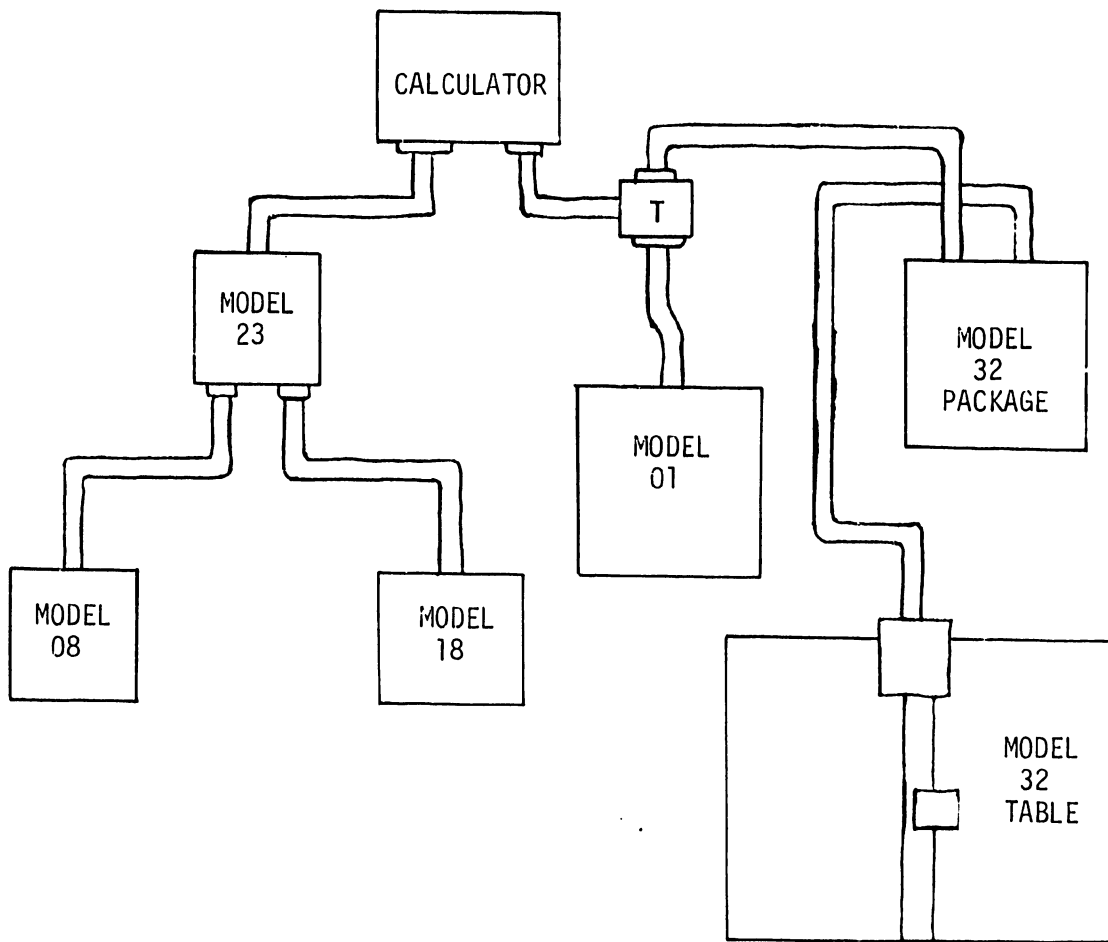 CALCULATOR
T
MODEL
23
MODEL
32
PACKAGE
MODEL
01
MODEL
08
MODEL
18
MODEL
32
TABLE